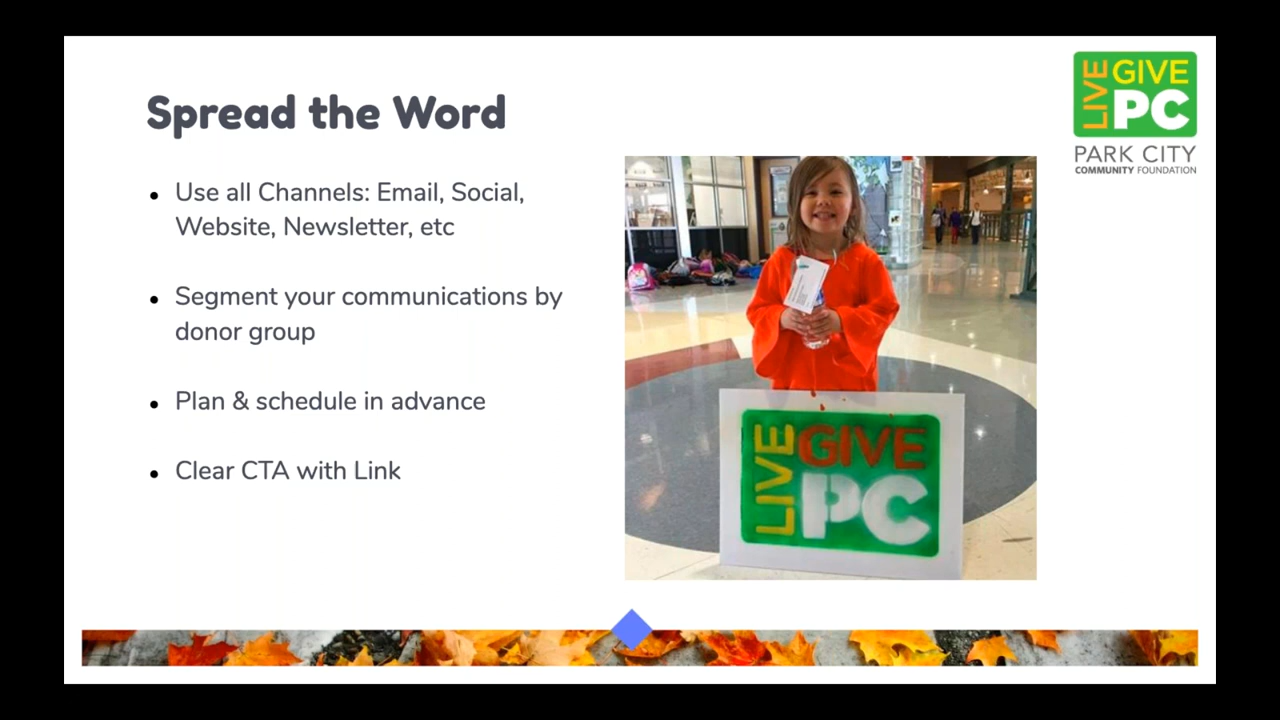 Spread the Word
Use all Channels: Email, Social,
Website, Newsletter, etc
Segment your communications by
donor group
Plan & schedule in advance
Clear CTA with Link
LIVE
GIVE
PC
PARK CITY
COMMUNITY FOUNDATION
LIVE
GIVE
PC